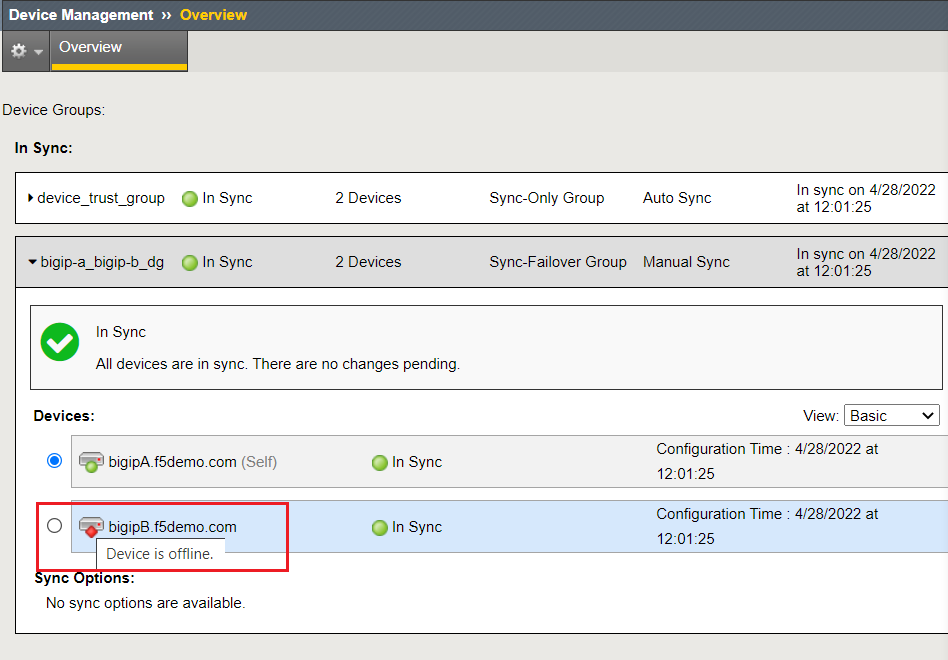 Device Management ›› Overview
Overview
Device Groups:
In Sync:
device_trust_group In Sync 2 Devices Sync-Only Group Auto Sync In sync on 4/28/2022
at 12:01:25
bigip-a_bigip-b_dg In Sync 2 Devices Sync-Failover Group Manual Sync In sync on 4/28/2022
at 12:01:25
In Sync
All devices are in sync. There are no changes pending.
Devices: View: Basic
bigipA.f5demo.com (Self) In Sync Configuration Time : 4/28/2022 at
12:01:25
bigipB.f5demo.com In Sync Configuration Time : 4/28/2022 at
12:01:25
Device is offline.
Sync Options:
No sync options are available.